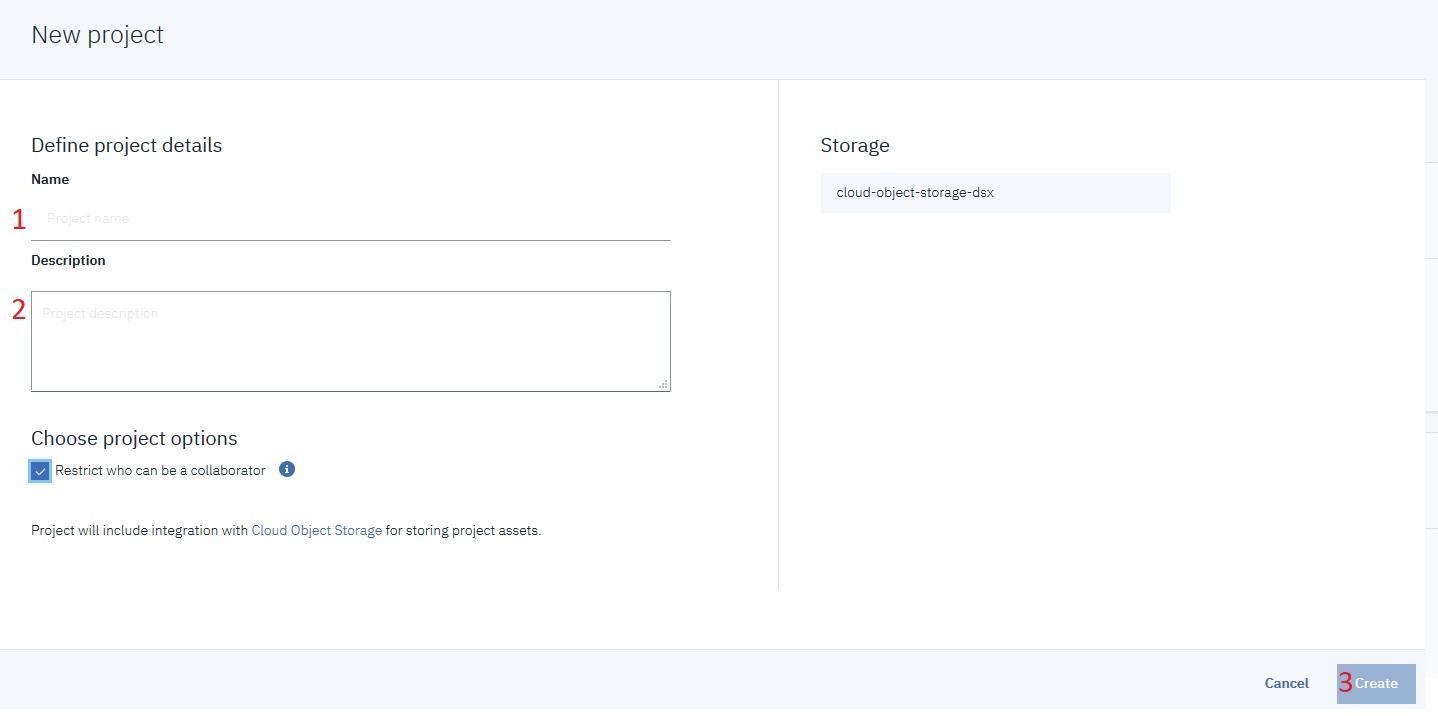 New project
Define project details
Name
1 Project name
Description
2 Project description
Choose project options
Restrict who can be a collaborator
Project will include integration with Cloud Object Storage for storing project assets.
Storage
cloud-object-storage-dsx
Cancel
3 Create